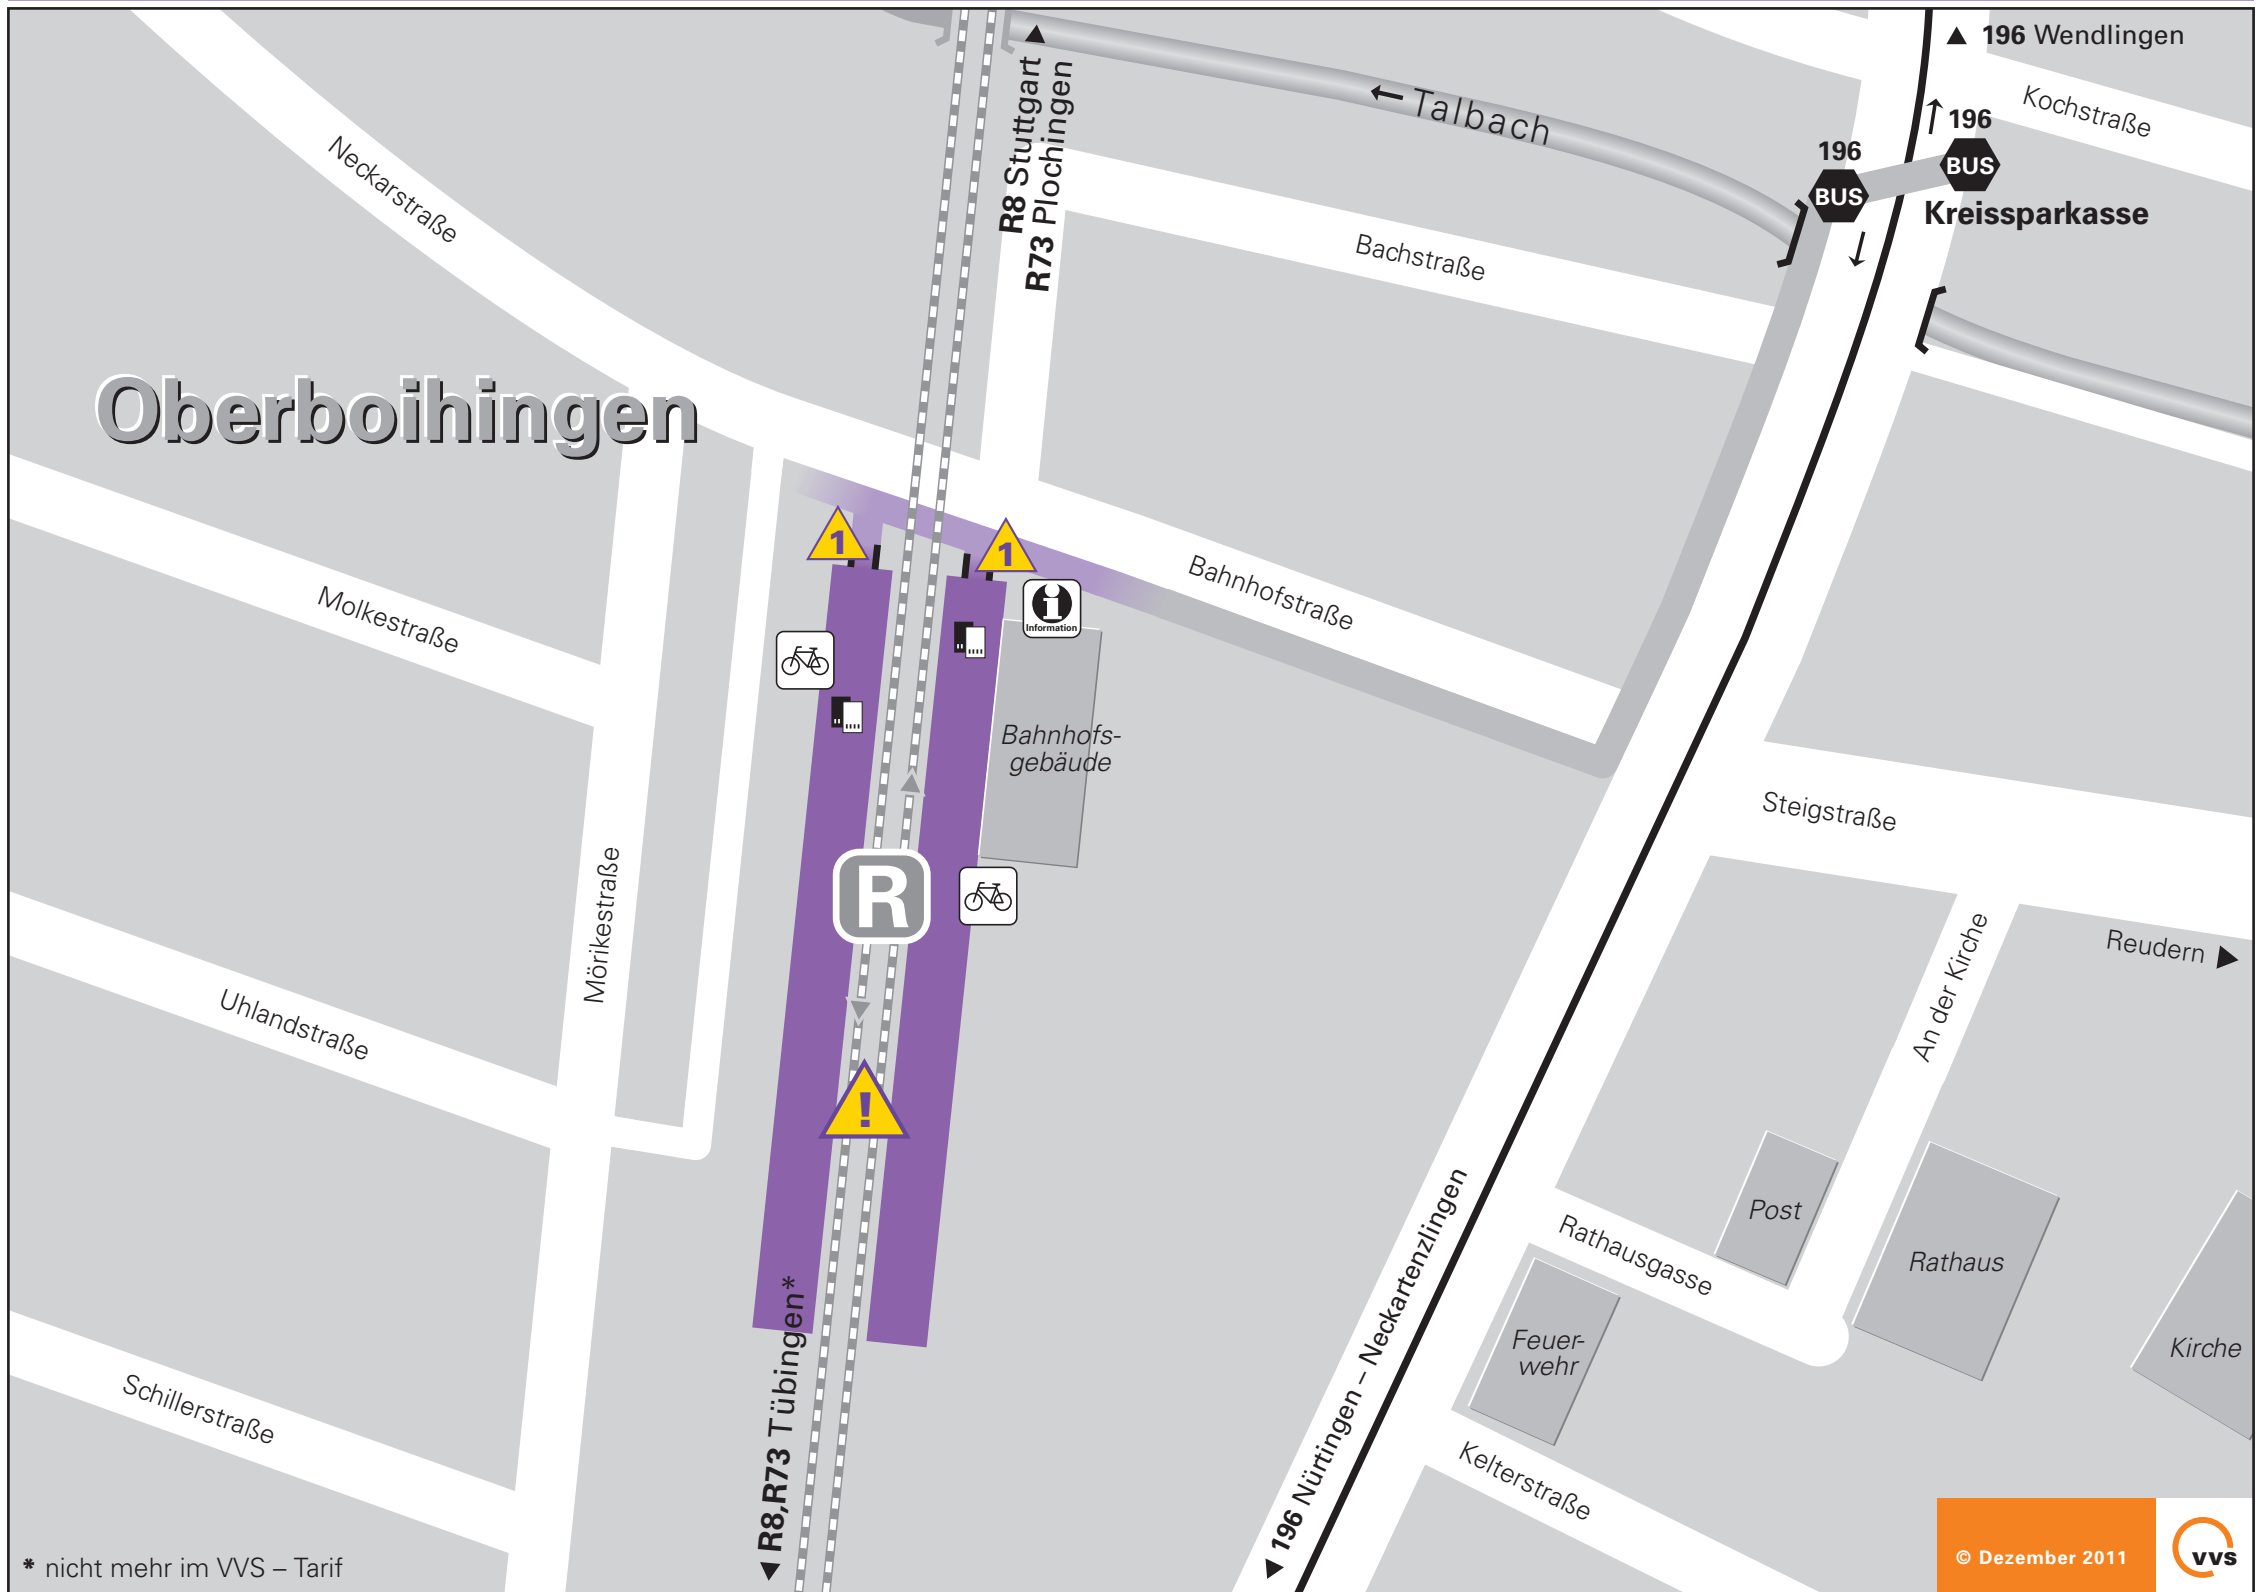 ▲ 196 Wendlingen
R8 Stuttgart
R73 Plochingen
← Talbach
Kochstraße
196
BUS
196
BUS
Kreissparkasse
Neckarstraße
Bachstraße
Oberboihingen
1
1
Information
Bahnhofstraße
Molkestraße
Bahnhofs-
gebäude
Steigstraße
Mörikestraße
R
An der Kirche
Reudern ▶
Uhlandstraße
!
Post
Rathausgasse
Rathaus
Feuer-
wehr
Kirche
Schillerstraße
R8,R73 Tübingen*
196 Nürtingen – Neckartenzlingen
Kelterstraße
* nicht mehr im VVS – Tarif
© Dezember 2011
vvs